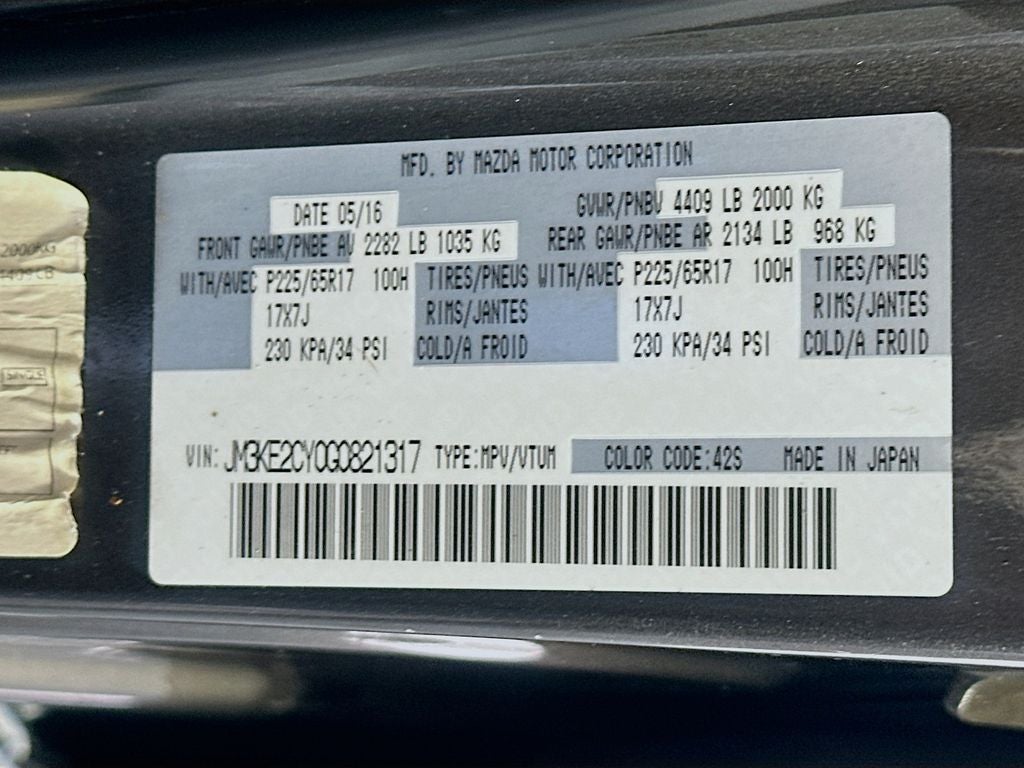 MFD. BY MAZDA MOTOR CORPORATION
DATE 05/16 GVWR/PNBV 4409 LB 2000 KG
FRONT GAWR/PNBE AV 2282 LB 1035 KG REAR GAWR/PNBE AR 2134 LB 968 KG
WITH/AVEC P225/65R17 100H TIRES/PNEUS WITH/AVEC P225/65R17 100H TIRES/PNEUS
17X7J RIMS/JANTES 17X7J RIMS/JANTES
230 KPA/34 PSI COLD/A FROID 230 KPA/34 PSI COLD/A FROID
VIN: JM3KE2CY0G0821317 TYPE:MPV/VTUM COLOR CODE:42S MADE IN JAPAN
2000KG
4409LB
SINGLE